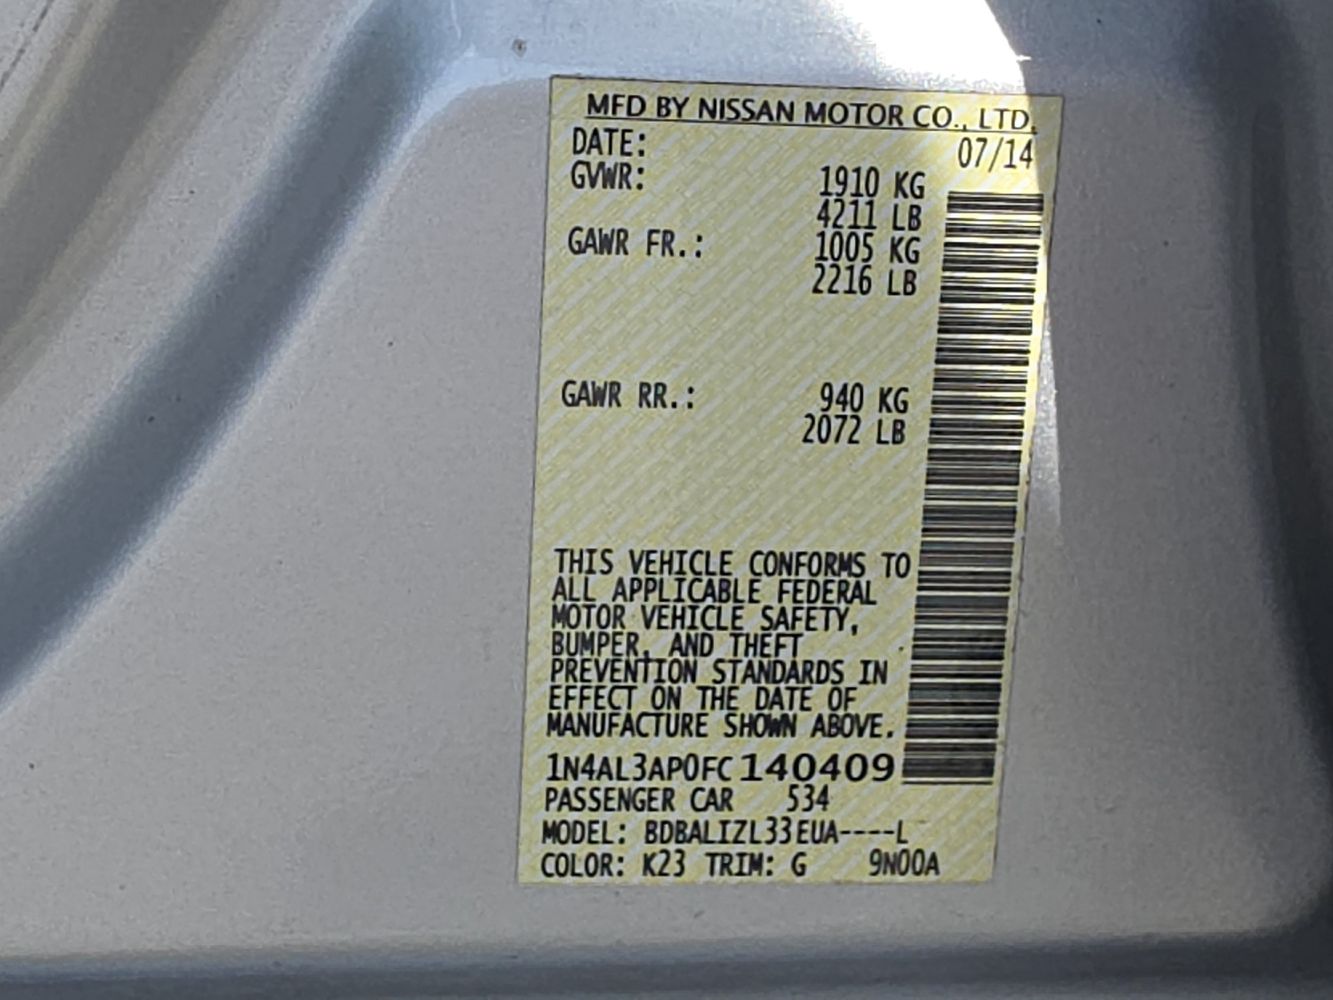 MFD BY NISSAN MOTOR CO., LTD.
DATE: 07/14
GVWR: 1910 KG
4211 LB
GAWR FR.: 1005 KG
2216 LB
GAWR RR.: 940 KG
2072 LB
THIS VEHICLE CONFORMS TO
ALL APPLICABLE FEDERAL
MOTOR VEHICLE SAFETY,
BUMPER, AND THEFT
PREVENTION STANDARDS IN
EFFECT ON THE DATE OF
MANUFACTURE SHOWN ABOVE.
1N4AL3AP0FC140409
PASSENGER CAR 534
MODEL: BDBALIZL33EUA----L
COLOR: K23 TRIM: G 9N00A